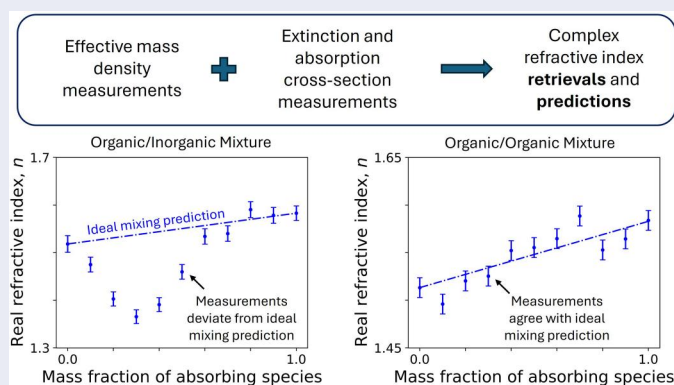 Effective mass
density
measurements
Extinction and
absorption
cross-section
measurements
Complex
refractive index
retrievals and
predictions
Organic/Inorganic Mixture
Real refractive index, n
1.7
1.3
Ideal mixing prediction
Measurements
deviate from ideal
mixing prediction
0.0
1.0
Mass fraction of absorbing species
Organic/Organic Mixture
Real refractive index, n
1.65
1.45
Measurements
agree with ideal
mixing prediction
0.0
1.0
Mass fraction of absorbing species